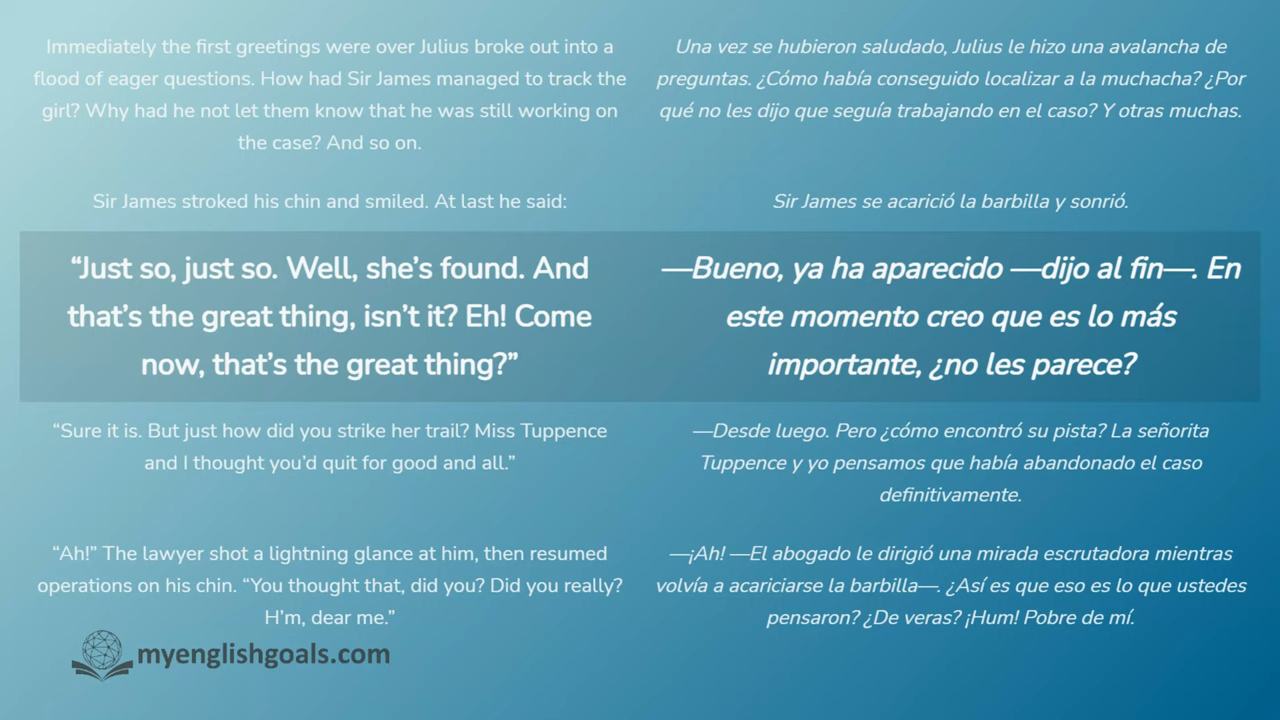 Immediately the first greetings were over Julius broke out into a
flood of eager questions. How had Sir James managed to track the
girl? Why had he not let them know that he was still working on
the case? And so on.
Una vez se hubieron saludado, Julius le hizo una avalancha de
preguntas. ¿Cómo había conseguido localizar a la muchacha? ¿Por
qué no les dijo que seguía trabajando en el caso? Y otras muchas.
Sir James stroked his chin and smiled. At last he said:
Sir James se acarició la barbilla y sonrió.
“Just so, just so. Well, she’s found. And
that’s the great thing, isn’t it? Eh! Come
now, that’s the great thing?”
—Bueno, ya ha aparecido —dijo al fin—. En
este momento creo que es lo más
importante, ¿no les parece?
“Sure it is. But just how did you strike her trail? Miss Tuppence
and I thought you’d quit for good and all.”
—Desde luego. Pero ¿cómo encontró su pista? La señorita
Tuppence y yo pensamos que había abandonado el caso
definitivamente.
“Ah!” The lawyer shot a lightning glance at him, then resumed
operations on his chin. “You thought that, did you? Did you really?
H’m, dear me.”
—¡Ah! —El abogado le dirigió una mirada escrutadora mientras
volvía a acariciarse la barbilla—. ¿Así es que eso es lo que ustedes
pensaron? ¿De veras? ¡Hum! Pobre de mí.
myenglishgoals.com